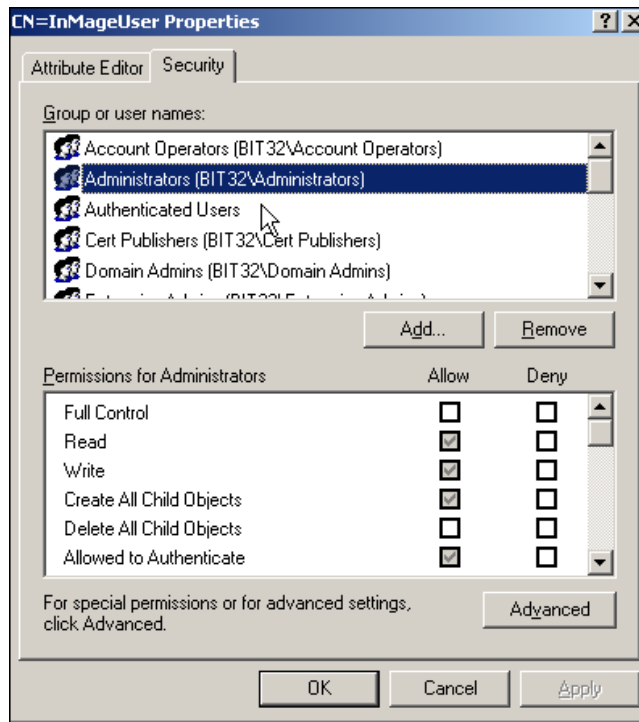 CN=InMageUser Properties
Attribute Editor
Security
Group or user names:
Account Operators (BIT32\Account Operators)
Administrators (BIT32\Administrators)
Authenticated Users
Cert Publishers (BIT32\Cert Publishers)
Domain Admins (BIT32\Domain Admins)
Add...
Remove
Permissions for Administrators Allow Deny
Full Control
Read
Write
Create All Child Objects
Delete All Child Objects
Allowed to Authenticate
For special permissions or for advanced settings,
click Advanced.
Advanced
OK
Cancel
Apply